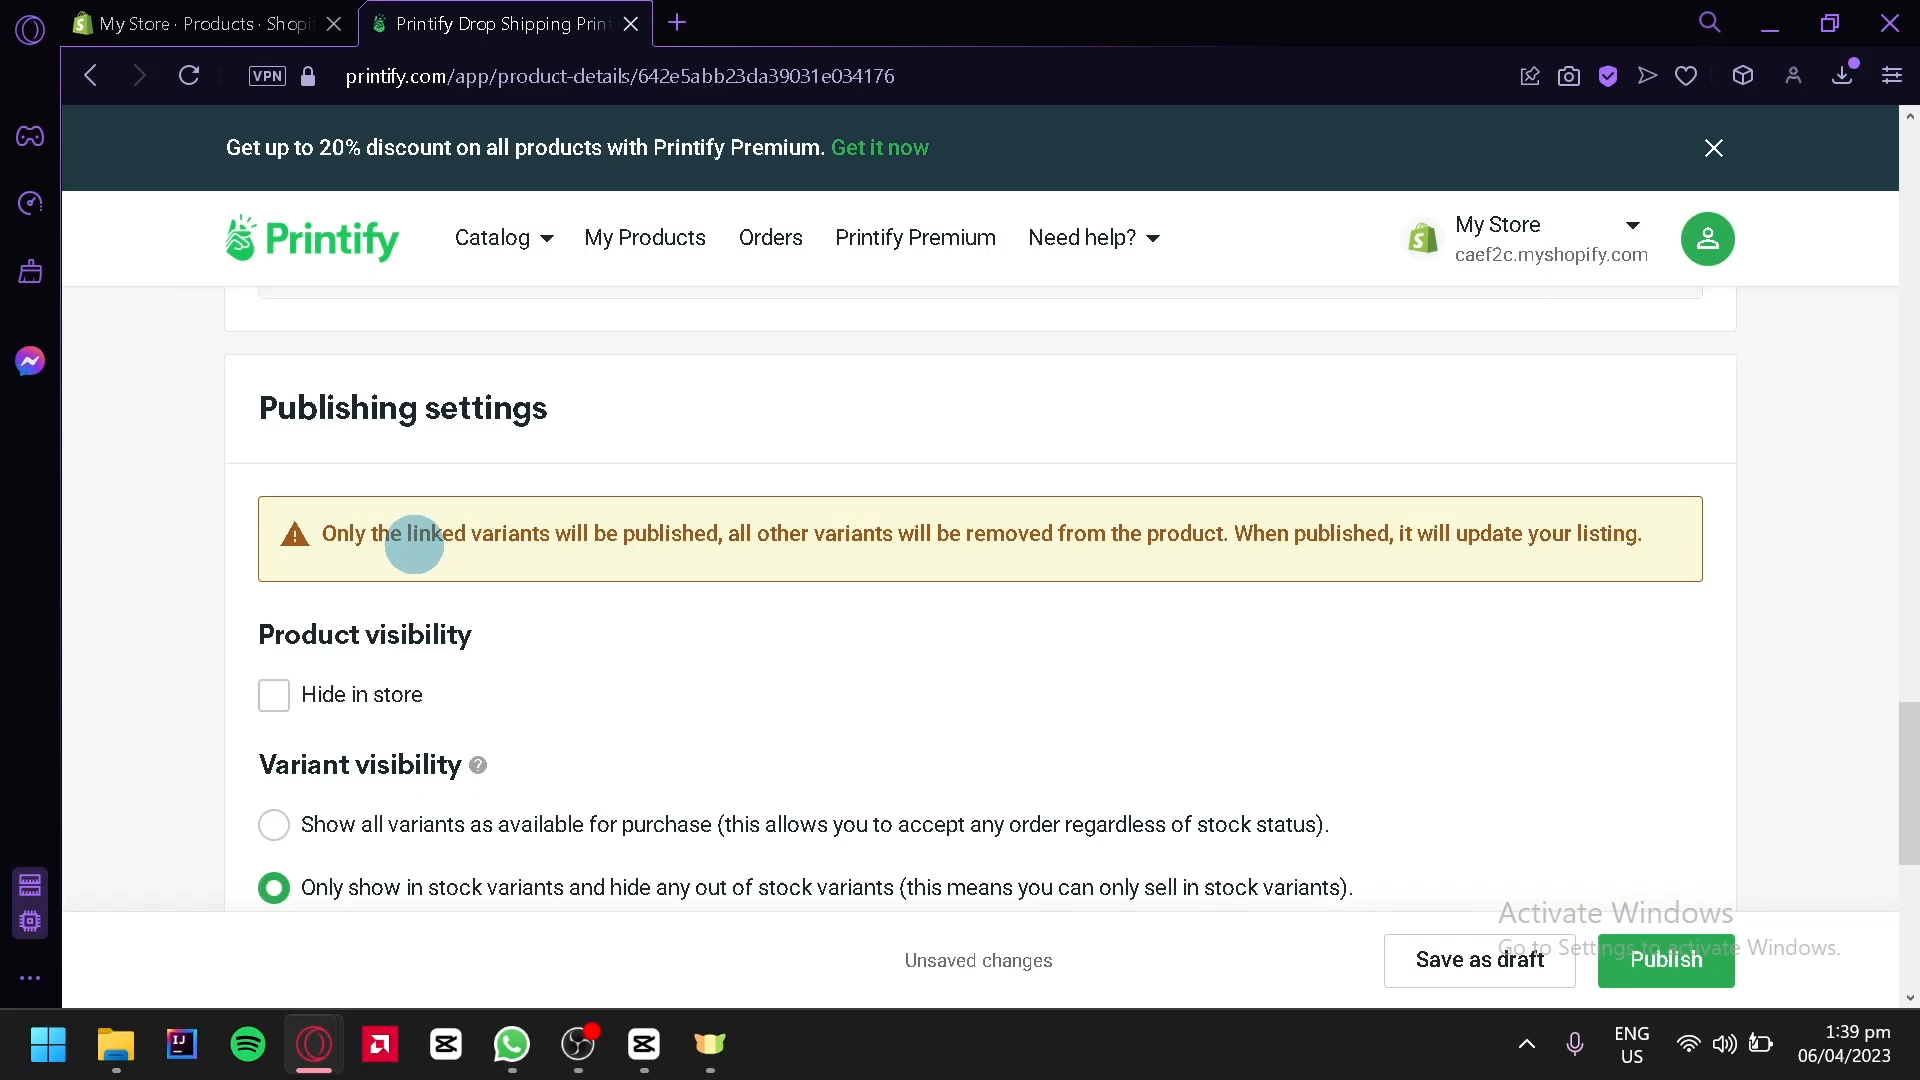 My Store · Products · Shopi
Printify Drop Shipping Print
VPN
printify.com/app/product-details/642e5abb23da39031e034176
Get up to 20% discount on all products with Printify Premium. Get it now
Printify
Catalog
My Products
Orders
Printify Premium
Need help?
My Store
caef2c.myshopify.com
Publishing settings
Only the linked variants will be published, all other variants will be removed from the product. When published, it will update your listing.
Product visibility
Hide in store
Variant visibility
Show all variants as available for purchase (this allows you to accept any order regardless of stock status).
Only show in stock variants and hide any out of stock variants (this means you can only sell in stock variants).
Activate Windows
Go to Settings to activate Windows.
Unsaved changes
Save as draft
Publish
IJ
ENG
US
1:39 pm
06/04/2023